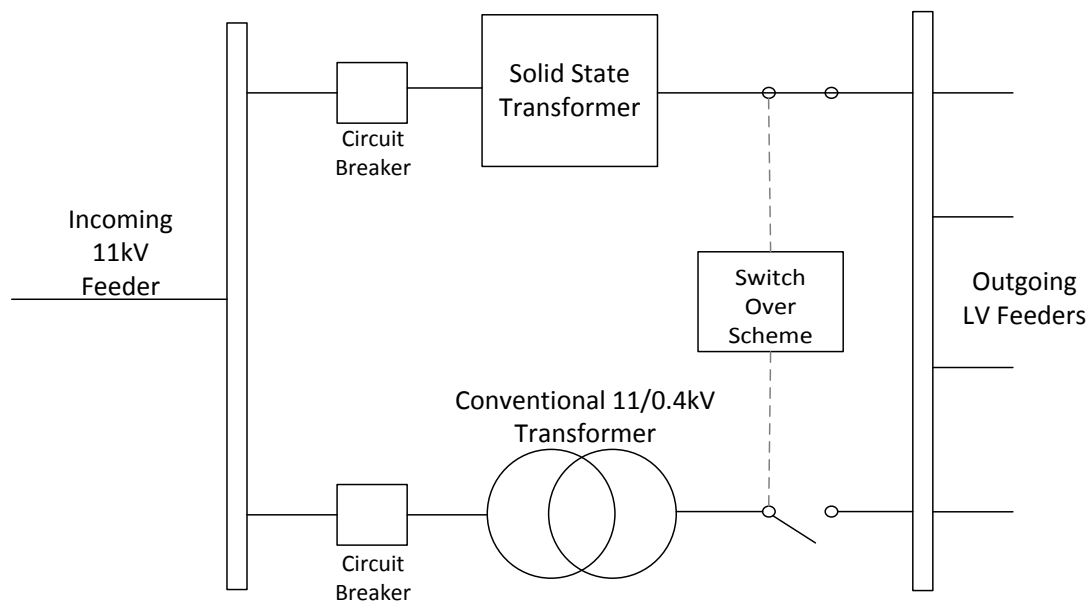 Solid State
Transformer
Circuit
Breaker
Incoming
11kV
Feeder
Switch
Over
Scheme
Outgoing
LV Feeders
Conventional 11/0.4kV
Transformer
Circuit
Breaker